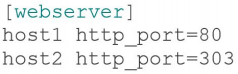 [webserver]
host1 http_port=80
host2 http_port=303